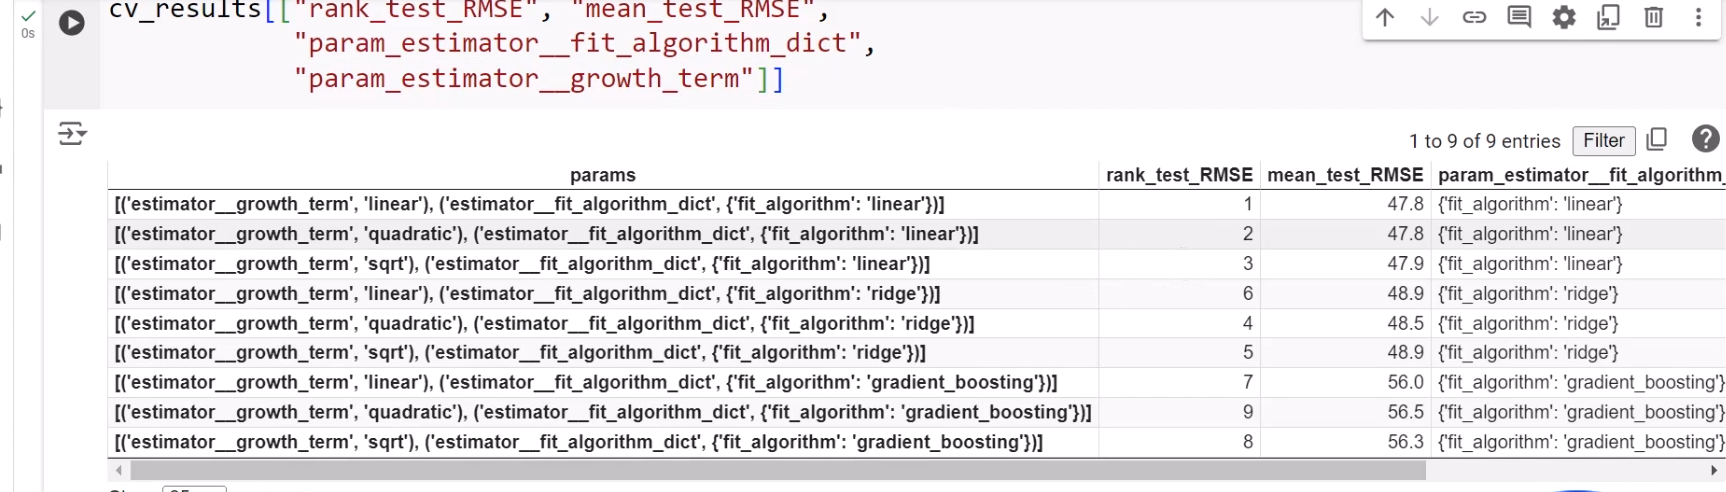 cv_results[["rank_test_RMSE", "mean_test_RMSE",
0s
"param_estimator__fit_algorithm_dict",
"param_estimator__growth_term"]]
1 to 9 of 9 entries Filter
params rank_test_RMSE mean_test_RMSE param_estimator__fit_algorithm_
[('estimator__growth_term', 'linear'), ('estimator__fit_algorithm_dict', {'fit_algorithm': 'linear'})] 1 47.8 {'fit_algorithm': 'linear'}
[('estimator__growth_term', 'quadratic'), ('estimator__fit_algorithm_dict', {'fit_algorithm': 'linear'})] 2 47.8 {'fit_algorithm': 'linear'}
[('estimator__growth_term', 'sqrt'), ('estimator__fit_algorithm_dict', {'fit_algorithm': 'linear'})] 3 47.9 {'fit_algorithm': 'linear'}
[('estimator__growth_term', 'linear'), ('estimator__fit_algorithm_dict', {'fit_algorithm': 'ridge'})] 6 48.9 {'fit_algorithm': 'ridge'}
[('estimator__growth_term', 'quadratic'), ('estimator__fit_algorithm_dict', {'fit_algorithm': 'ridge'})] 4 48.5 {'fit_algorithm': 'ridge'}
[('estimator__growth_term', 'sqrt'), ('estimator__fit_algorithm_dict', {'fit_algorithm': 'ridge'})] 5 48.9 {'fit_algorithm': 'ridge'}
[('estimator__growth_term', 'linear'), ('estimator__fit_algorithm_dict', {'fit_algorithm': 'gradient_boosting'})] 7 56.0 {'fit_algorithm': 'gradient_boosting'}
[('estimator__growth_term', 'quadratic'), ('estimator__fit_algorithm_dict', {'fit_algorithm': 'gradient_boosting'})] 9 56.5 {'fit_algorithm': 'gradient_boosting'}
[('estimator__growth_term', 'sqrt'), ('estimator__fit_algorithm_dict', {'fit_algorithm': 'gradient_boosting'})] 8 56.3 {'fit_algorithm': 'gradient_boosting'}